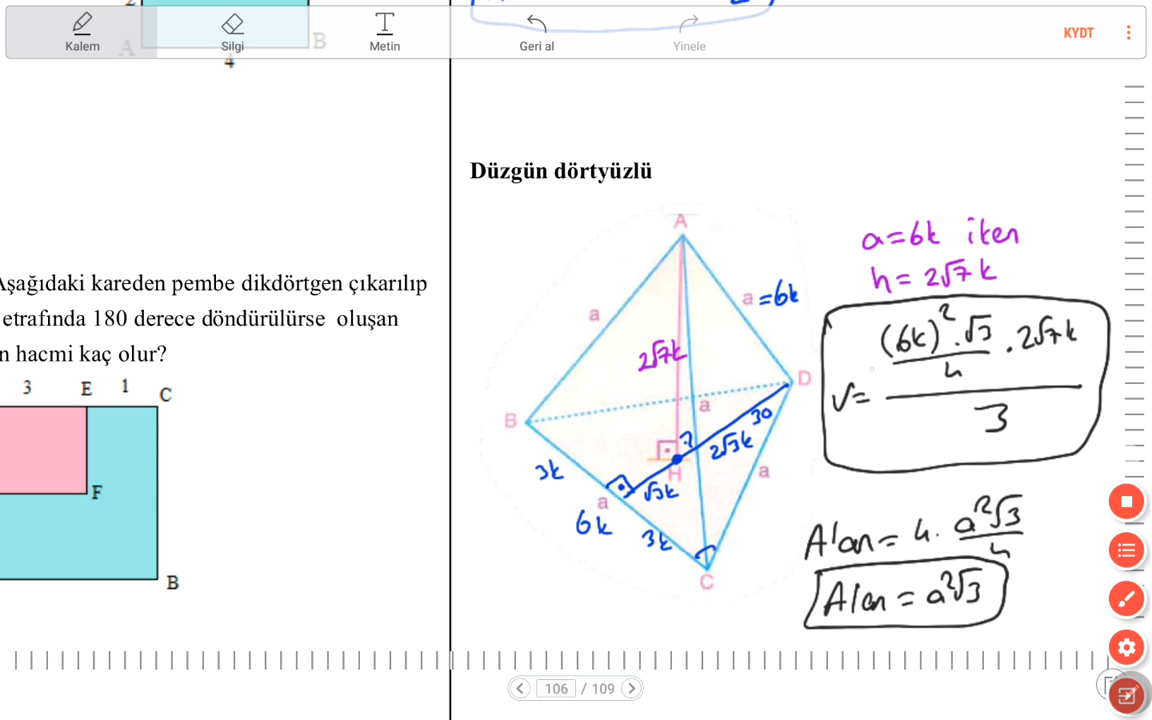 Kalem
Silgi
Metin
Geri al
Yinele
KYDT
2
A
B
4
Düzgün dörtyüzlü
Aşağıdaki kareden pembe dikdörtgen çıkarılıp
etrafında 180 derece döndürülürse oluşan
n hacmi kaç olur?
3 E 1 C
F
B
A
a
a =6k
2√7k
B
D
a
30
2√3k
3k
H
√3k
a
a
6k
3k
C
a=6k iken
h= 2√7k
V= (6k)² . √3 / 4 . 2√7k / 3
Alan = 4. a²√3 / 4
Alan = a²√3
106 / 109